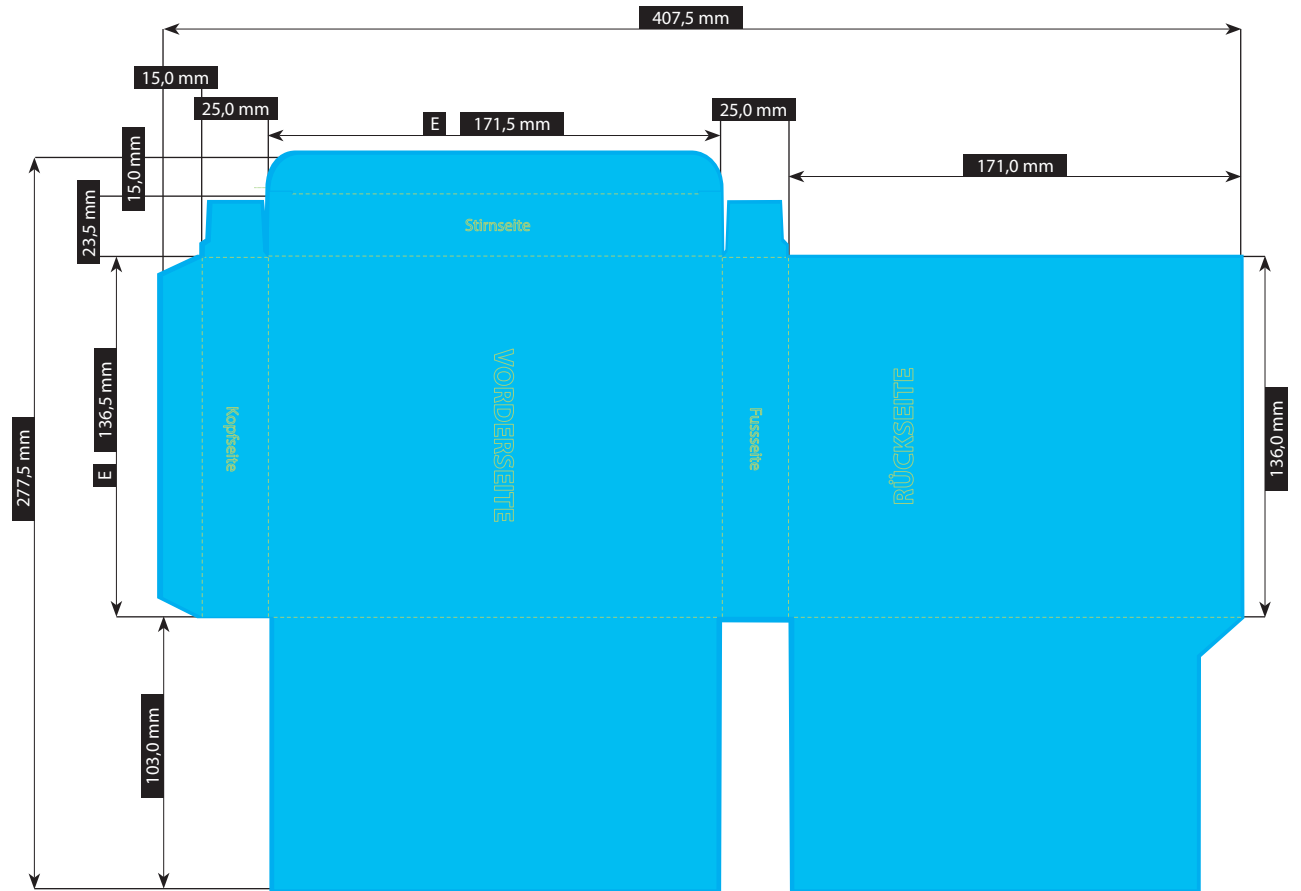 407,5 mm
15,0 mm
25,0 mm
E 171,5 mm
25,0 mm
171,0 mm
15,0 mm
23,5 mm
Stirnseite
136,5 mm
E
277,5 mm
Kopfseite
VORDERSEITE
Fussseite
RÜCKSEITE
136,0 mm
103,0 mm